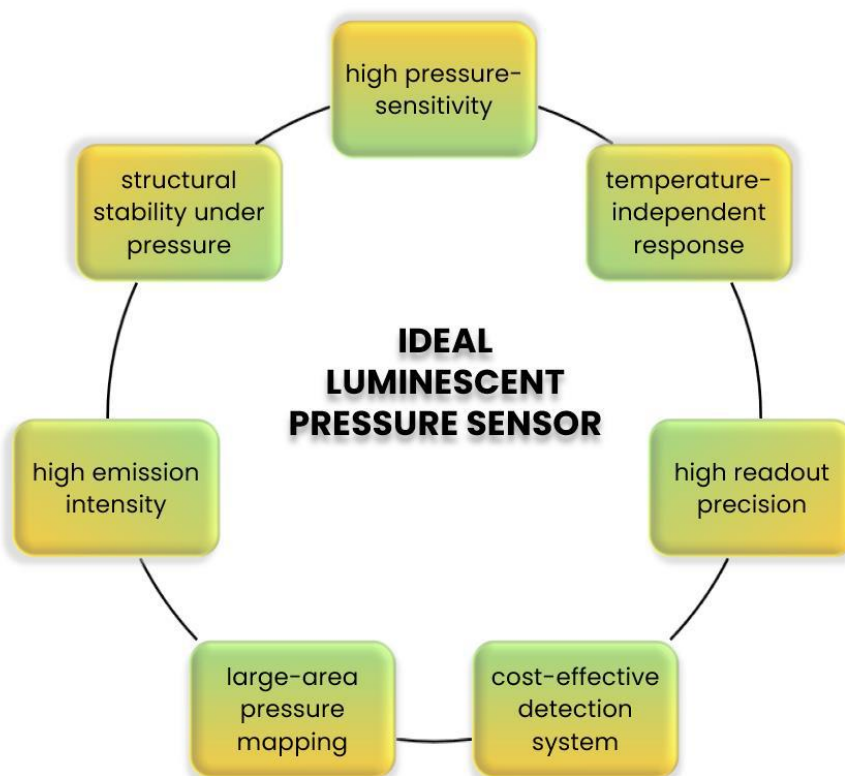 high pressure-
sensitivity
temperature-
independent
response
high readout
precision
cost-effective
detection
system
large-area
pressure
mapping
high emission
intensity
structural
stability under
pressure
IDEAL
LUMINESCENT
PRESSURE SENSOR